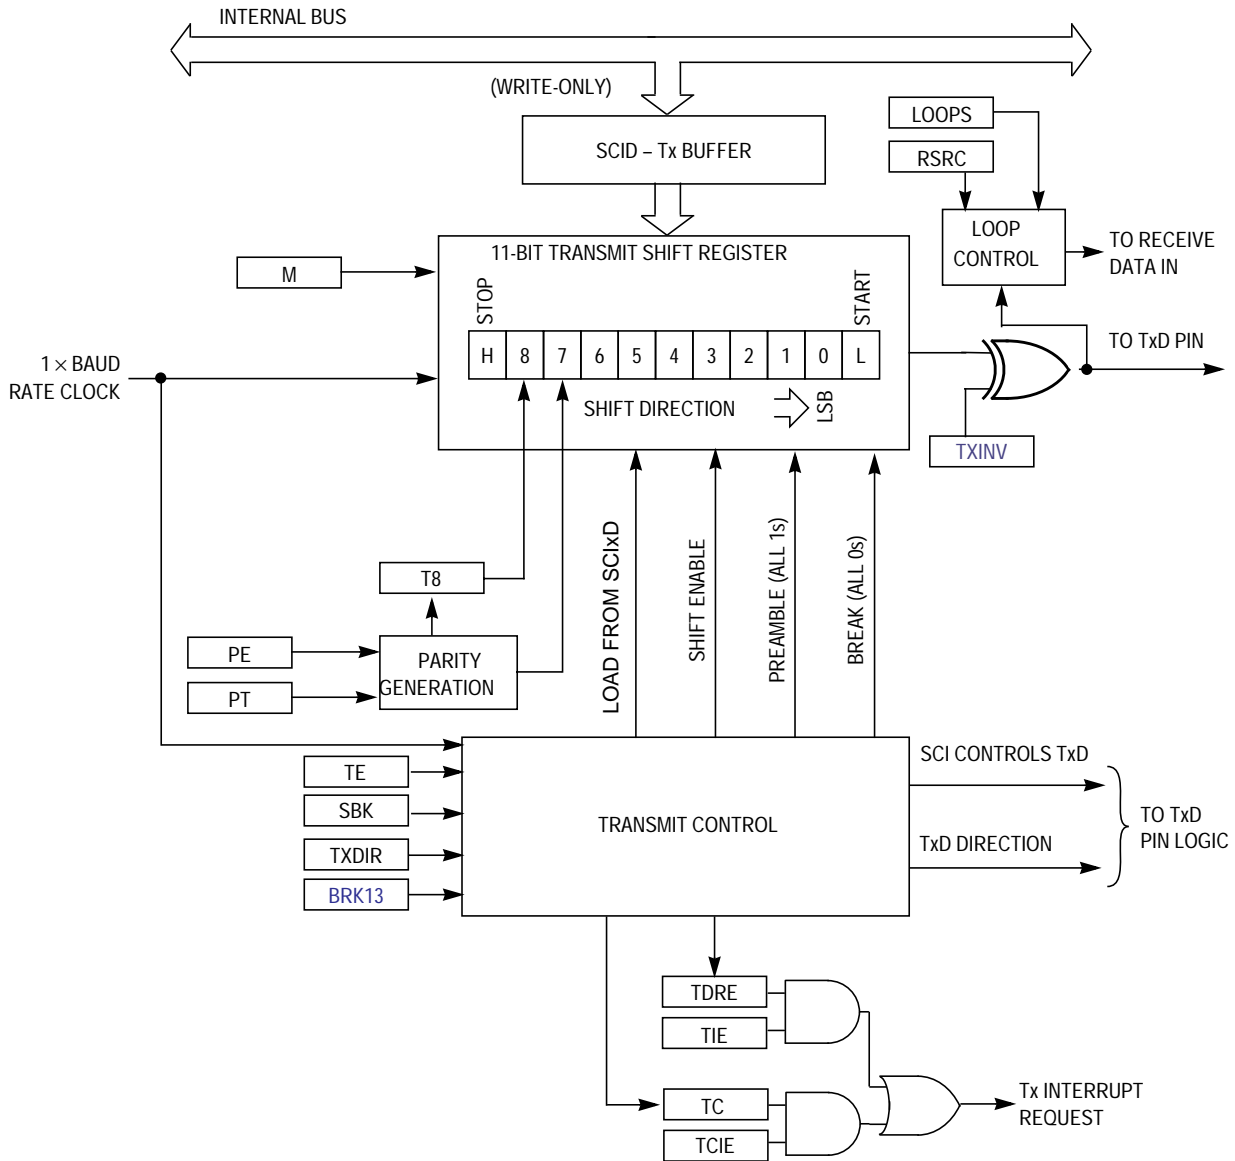 INTERNAL BUS
(WRITE-ONLY)
SCID – Tx BUFFER
LOOPS
RSRC
LOOP
CONTROL
TO RECEIVE
DATA IN
11-BIT TRANSMIT SHIFT REGISTER
M
STOP
START
H 8 7 6 5 4 3 2 1 0 L
1 × BAUD
RATE CLOCK
SHIFT DIRECTION
LSB
TO TxD PIN
TXINV
T8
PE
PT
PARITY
GENERATION
LOAD FROM SCIxD
SHIFT ENABLE
PREAMBLE (ALL 1s)
BREAK (ALL 0s)
TE
SBK
TXDIR
BRK13
TRANSMIT CONTROL
SCI CONTROLS TxD
TxD DIRECTION
TO TxD
PIN LOGIC
TDRE
TIE
TC
TCIE
Tx INTERRUPT
REQUEST